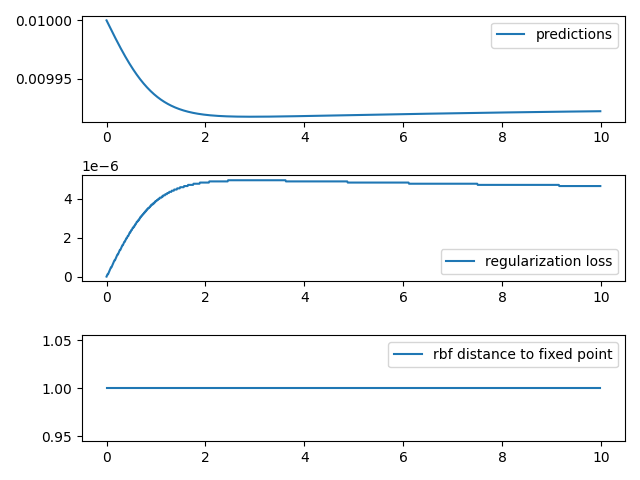 0.01000
predictions
0.00995
0 2 4 6 8 10
1e−6
4
2
regularization loss
0
0 2 4 6 8 10
1.05
rbf distance to fixed point
1.00
0.95
0 2 4 6 8 10